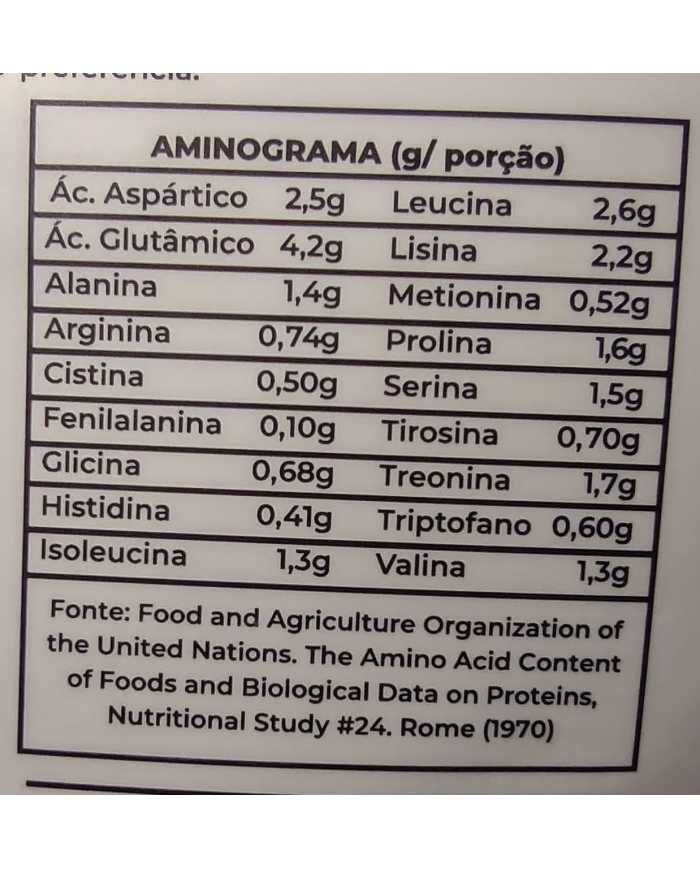 preferência.
AMINOGRAMA (g/ porção)
Ác. Aspártico 2,5g Leucina 2,6g
Ác. Glutâmico 4,2g Lisina 2,2g
Alanina 1,4g Metionina 0,52g
Arginina 0,74g Prolina 1,6g
Cistina 0,50g Serina 1,5g
Fenilalanina 0,10g Tirosina 0,70g
Glicina 0,68g Treonina 1,7g
Histidina 0,41g Triptofano 0,60g
Isoleucina 1,3g Valina 1,3g
Fonte: Food and Agriculture Organization of
the United Nations. The Amino Acid Content
of Foods and Biological Data on Proteins,
Nutritional Study #24. Rome (1970)